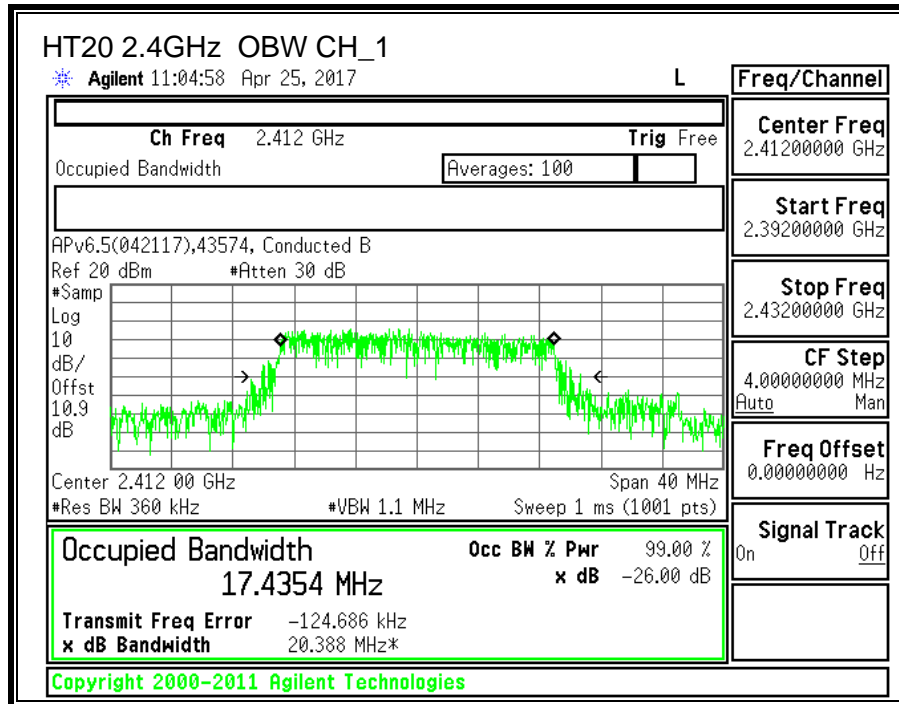 HT20 2.4GHz OBW CH_1
Agilent 11:04:58 Apr 25, 2017 L
Ch Freq 2.412 GHz Trig Free
Occupied Bandwidth Averages: 100
APv6.5(042117),43574, Conducted B
Ref 20 dBm #Atten 30 dB
#Samp
Log
10
dB/
Offst
10.9
dB
Center 2.412 00 GHz Span 40 MHz
#Res BW 360 kHz #VBW 1.1 MHz Sweep 1 ms (1001 pts)
Occupied Bandwidth Occ BW % Pwr 99.00 %
17.4354 MHz x dB -26.00 dB
Transmit Freq Error -124.686 kHz
x dB Bandwidth 20.388 MHz*
Copyright 2000-2011 Agilent Technologies
Freq/Channel
Center Freq
2.41200000 GHz
Start Freq
2.39200000 GHz
Stop Freq
2.43200000 GHz
CF Step
4.00000000 MHz
Auto Man
Freq Offset
0.00000000 Hz
Signal Track
On Off